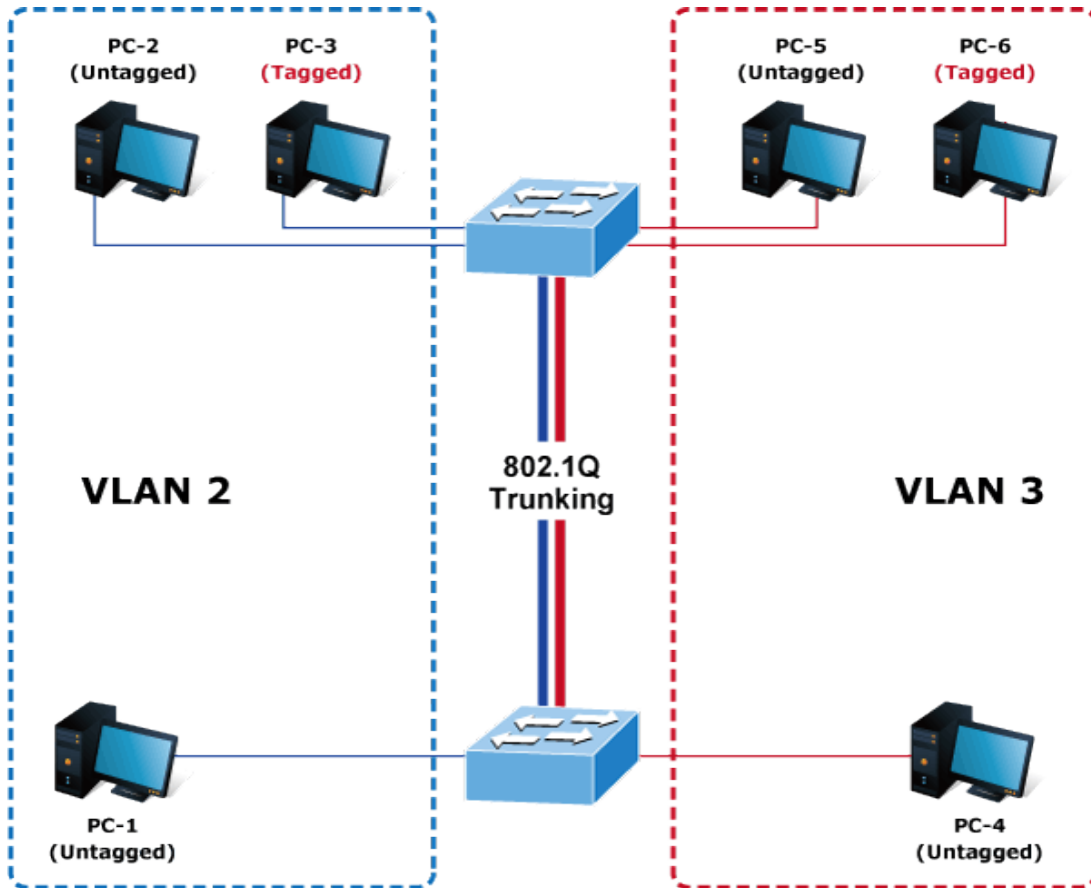 PC-2
(Untagged)
PC-3
(Tagged)
PC-5
(Untagged)
PC-6
(Tagged)
VLAN 2
802.1Q
Trunking
VLAN 3
PC-1
(Untagged)
PC-4
(Untagged)